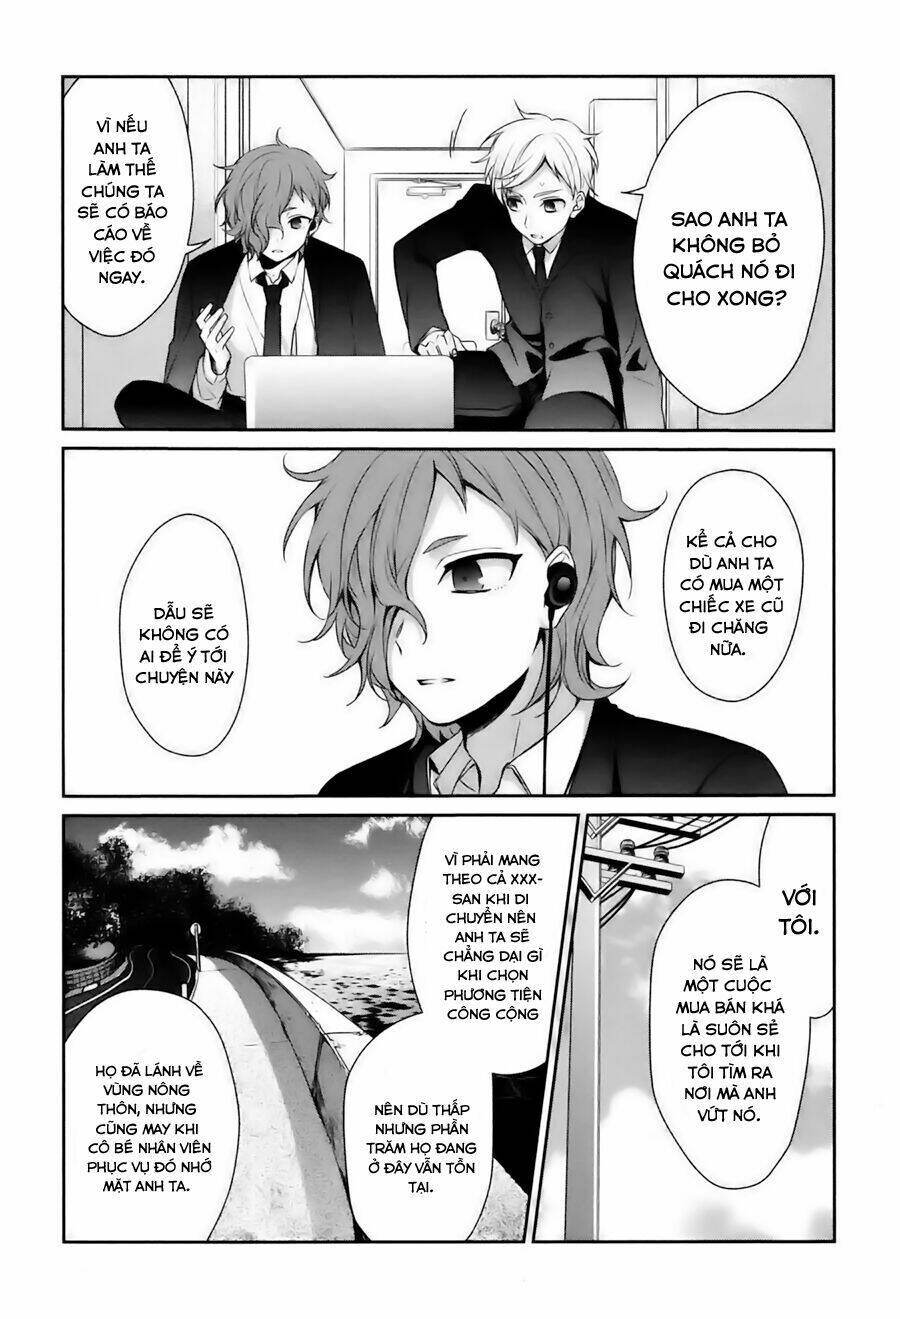 SAO ANH TA
KHÔNG BỎ
QUÁCH NÓ ĐI
CHO XONG?
VÌ NẾU
ANH TA
LÀM THẾ
CHÚNG TA
SẼ CÓ BÁO
CÁO VỀ
VIỆC ĐÓ
NGAY.
KỂ CẢ CHO
DÙ ANH TA
CÓ MUA MỘT
CHIẾC XE CŨ
ĐI CHĂNG
NỮA.
DẪU SẼ
KHÔNG CÓ
AI ĐỂ Ý TỚI
CHUYỆN NÀY
VỚI
TÔI.
NÓ SẼ LÀ
MỘT CUỘC
MUA BÁN KHÁ
LÀ SUÔN SẺ
CHO TỚI KHI
TÔI TÌM RA
NƠI MÀ ANH
VỨT NÓ.
VÌ PHẢI MANG
THEO CẢ XXX-
SAN KHI DI
CHUYỂN NÊN
ANH TA SẼ
CHẲNG DẠI GÌ
KHI CHỌN
PHƯƠNG TIỆN
CÔNG CỘNG
NÊN DÙ THẤP
NHƯNG PHẦN
TRĂM HỌ ĐANG
Ở ĐÂY VẪN TỒN
TẠI.
HỌ ĐÃ LÁNH VỀ
VÙNG NÔNG
THÔN, NHƯNG
CŨNG MAY KHI
CÔ BÉ NHÂN VIÊN
PHỤC VỤ ĐÓ NHỚ
MẶT ANH TA.